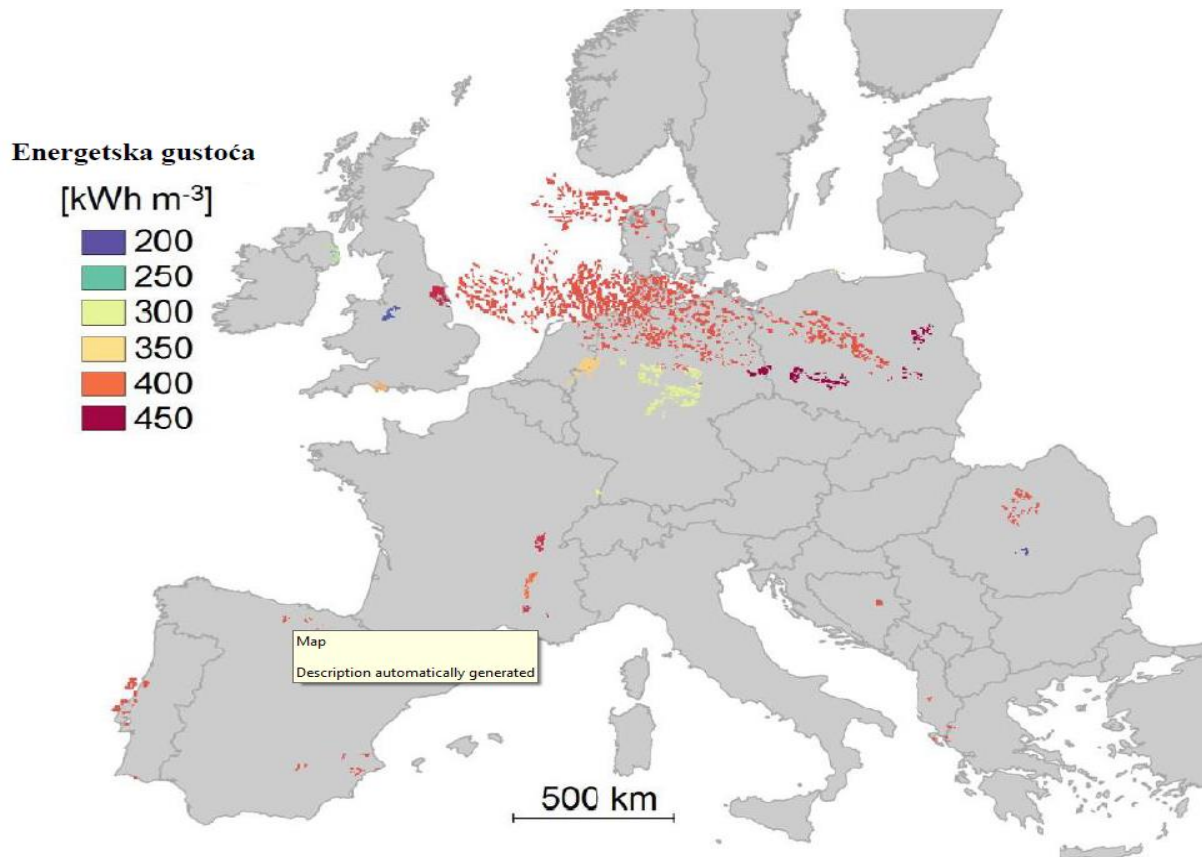 Energetska gustoća
[kWh m-³]
200
250
300
350
400
450
Map
Description automatically generated
500 km